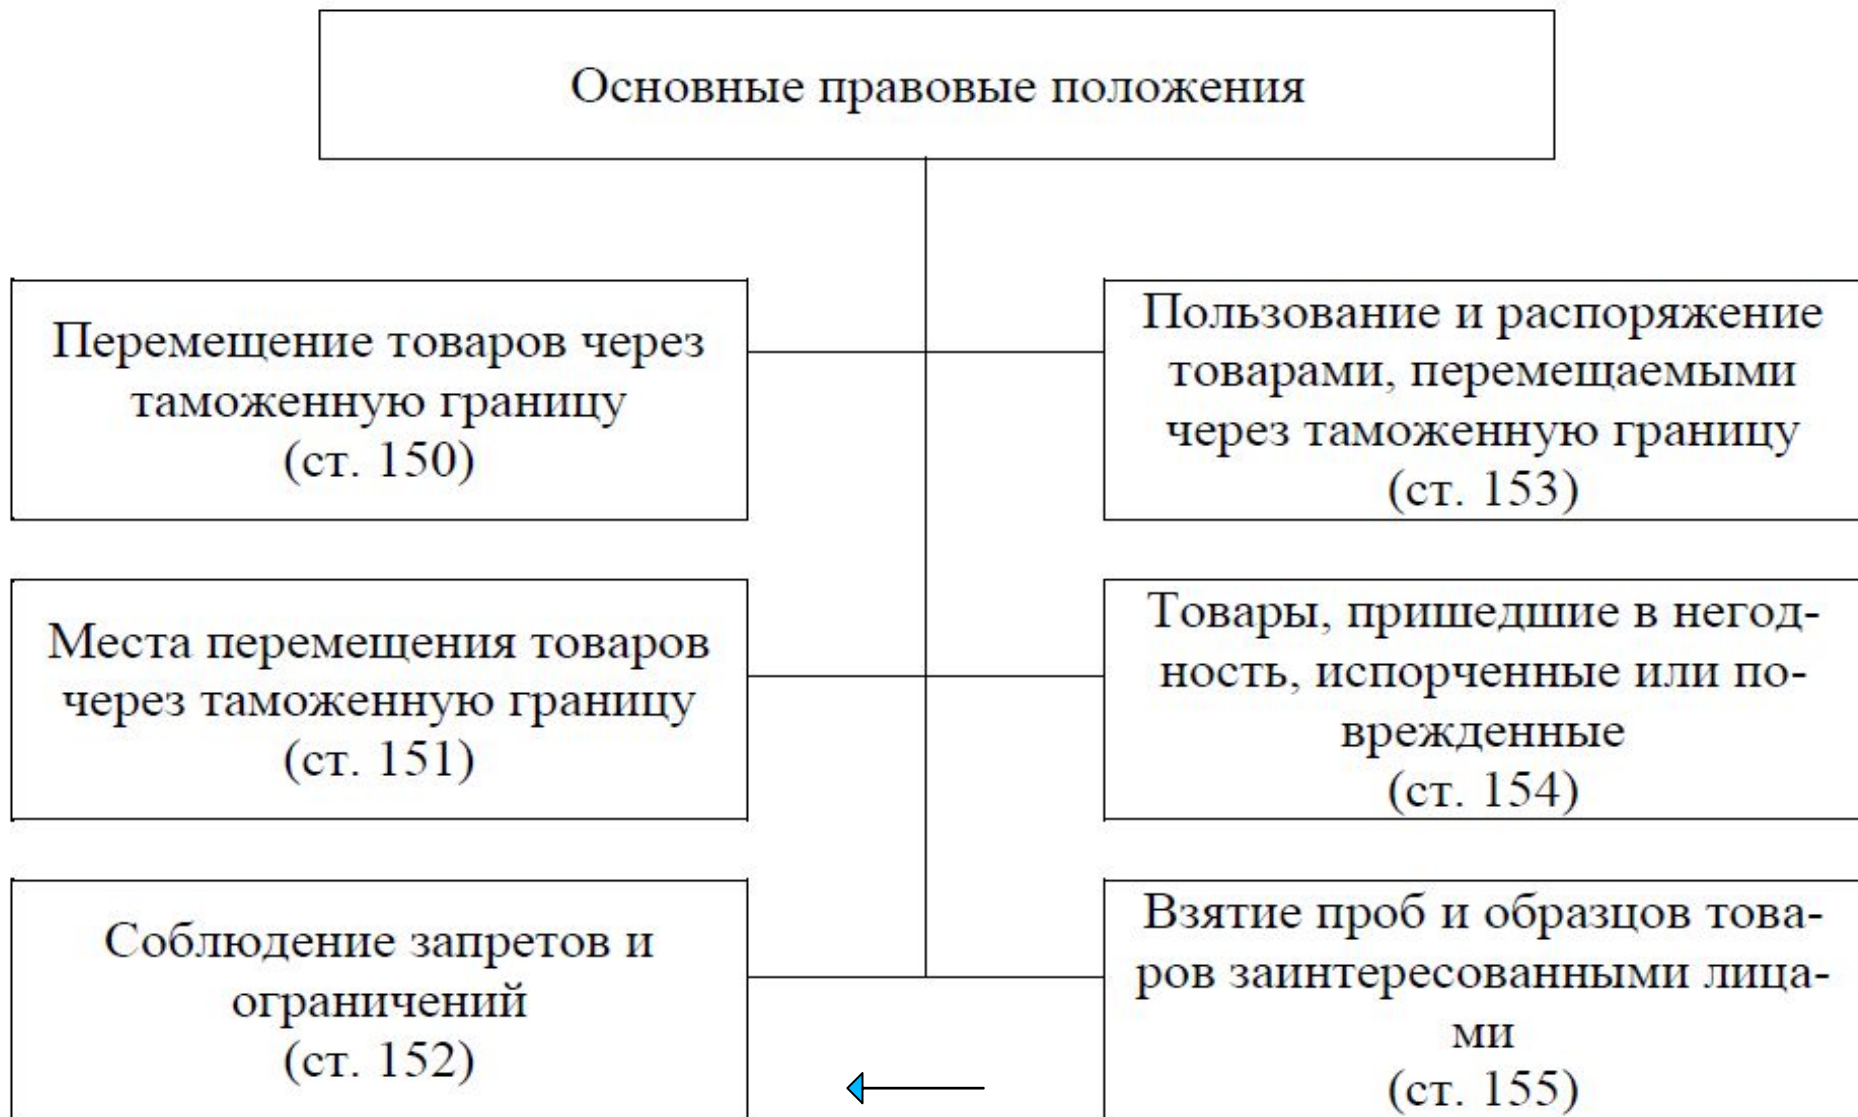 Основные правовые положения
Перемещение товаров через
таможенную границу
(ст. 150)
Места перемещения товаров
через таможенную границу
(ст. 151)
Соблюдение запретов и
ограничений
(ст. 152)
Пользование и распоряжение
товарами, перемещаемыми
через таможенную границу
(ст. 153)
Товары, пришедшие в негод-
ность, испорченные или по-
врежденные
(ст. 154)
Взятие проб и образцов това-
ров заинтересованными лица-
ми
(ст. 155)